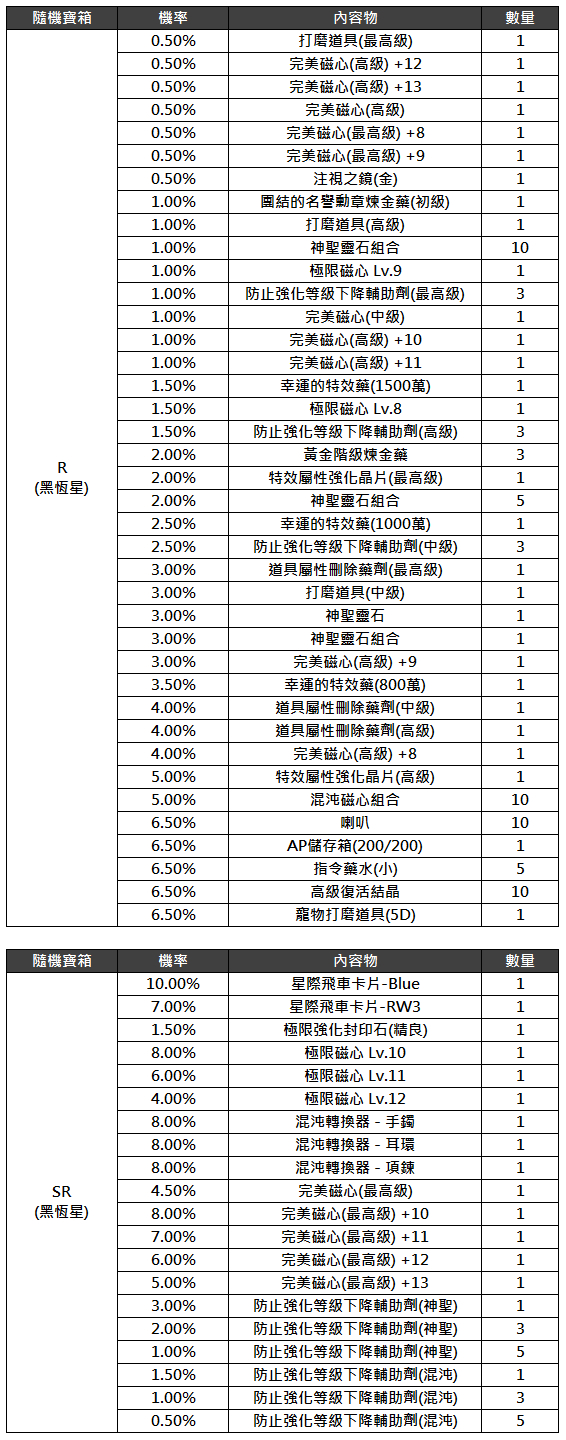 隨機寶箱 機率 內容物 數量
0.50% 打磨道具(最高級) 1
0.50% 完美磁心(高級) +12 1
0.50% 完美磁心(高級) +13 1
0.50% 完美磁心(高級) 1
0.50% 完美磁心(最高級) +8 1
0.50% 完美磁心(最高級) +9 1
0.50% 注視之鏡(金) 1
1.00% 團結的名譽勳章煉金藥(初級) 1
1.00% 打磨道具(高級) 1
1.00% 神聖靈石組合 10
1.00% 極限磁心 Lv.9 1
1.00% 防止強化等級下降輔助劑(最高級) 3
1.00% 完美磁心(中級) 1
1.00% 完美磁心(高級) +10 1
1.00% 完美磁心(高級) +11 1
1.50% 幸運的特效藥(1500萬) 1
1.50% 極限磁心 Lv.8 1
1.50% 防止強化等級下降輔助劑(高級) 3
2.00% 黃金階級煉金藥 3
R
(黑恆星)
2.00% 特效屬性強化晶片(最高級) 1
2.00% 神聖靈石組合 5
2.50% 幸運的特效藥(1000萬) 1
2.50% 防止強化等級下降輔助劑(中級) 3
3.00% 道具屬性刪除藥劑(最高級) 1
3.00% 打磨道具(中級) 1
3.00% 神聖靈石 1
3.00% 神聖靈石組合 1
3.00% 完美磁心(高級) +9 1
3.50% 幸運的特效藥(800萬) 1
4.00% 道具屬性刪除藥劑(中級) 1
4.00% 道具屬性刪除藥劑(高級) 1
4.00% 完美磁心(高級) +8 1
5.00% 特效屬性強化晶片(高級) 1
5.00% 混沌磁心組合 10
6.50% 喇叭 10
6.50% AP儲存箱(200/200) 1
6.50% 指令藥水(小) 5
6.50% 高級復活結晶 10
6.50% 寵物打磨道具(5D) 1
隨機寶箱 機率 內容物 數量
10.00% 星際飛車卡片-Blue 1
7.00% 星際飛車卡片-RW3 1
1.50% 極限強化封印石(精良) 1
8.00% 極限磁心 Lv.10 1
6.00% 極限磁心 Lv.11 1
4.00% 極限磁心 Lv.12 1
8.00% 混沌轉換器 - 手鐲 1
8.00% 混沌轉換器 - 耳環 1
8.00% 混沌轉換器 - 項鍊 1
SR
(黑恆星)
4.50% 完美磁心(最高級) 1
8.00% 完美磁心(最高級) +10 1
7.00% 完美磁心(最高級) +11 1
6.00% 完美磁心(最高級) +12 1
5.00% 完美磁心(最高級) +13 1
3.00% 防止強化等級下降輔助劑(神聖) 1
2.00% 防止強化等級下降輔助劑(神聖) 3
1.00% 防止強化等級下降輔助劑(神聖) 5
1.50% 防止強化等級下降輔助劑(混沌) 1
1.00% 防止強化等級下降輔助劑(混沌) 3
0.50% 防止強化等級下降輔助劑(混沌) 5